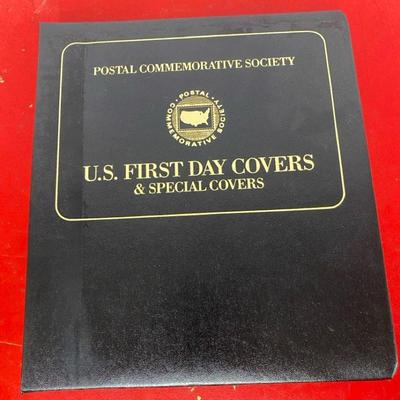 POSTAL COMMEMORATIVE SOCIETY
· POSTAL ·
COMMEMORATIVE SOCIETY
U.S. FIRST DAY COVERS
& SPECIAL COVERS